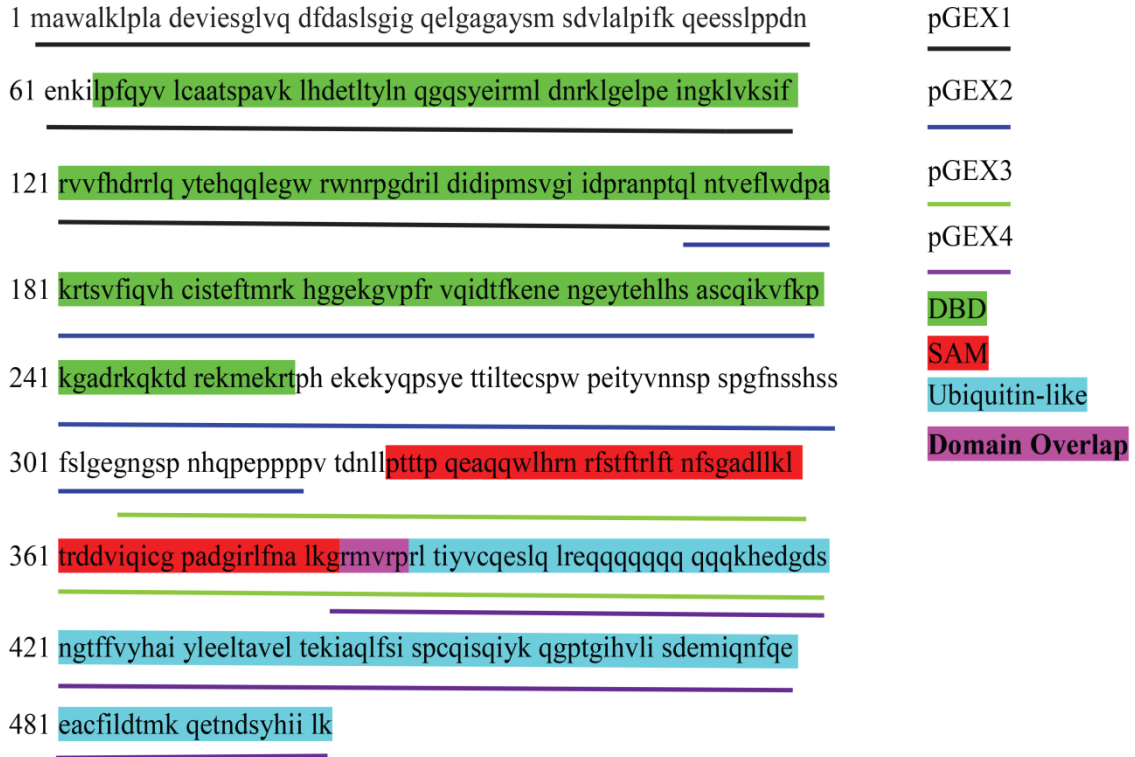 1 mawalklpla deviesglvq dfdaslsgig qelgagaysm sdvlalpifk qeesslppdn
61 enkilpfqyv lcaatspavk lhdetltyln qgqsyeirml dnrklgelpe ingklvksif
121 rvvfhdrrlq ytehqqlegw rwnrpgdril didipmsvgi idpranptql ntveflwdpa
181 krtsvfiqvh cisteftmrk hggekgvpfr vqidtfkene ngeytehlhs ascqikvfkp
241 kgadrkqktd rekmekrtph ekekyqpsye ttiltecspw peityvnnsp spgfnsshss
301 fslgegngsp nhqpeppppv tdnllptttp qeaqqwlhrn rfstftrlft nfsgadllkl
361 trddviqicg padgirlfna lkgrmvrprl tiyvcqeslq lreqqqqqqq qqqkhedgds
421 ngtffvyhai yleeltavel tekiaqlfsi spcqisqiyk qgptgihvli sdemiqnfqe
481 eacfildtmk qetndsyhii lk
pGEX1
pGEX2
pGEX3
pGEX4
DBD
SAM
Ubiquitin-like
Domain Overlap